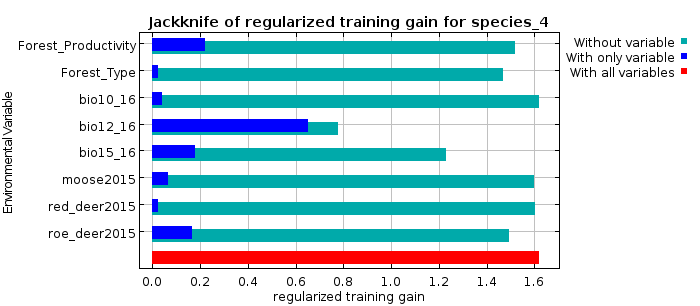 Jackknife of regularized training gain for species_4
Environmental Variable
Forest_Productivity
Forest_Type
bio10_16
bio12_16
bio15_16
moose2015
red_deer2015
roe_deer2015
Without variable
With only variable
With all variables
0.0 0.2 0.4 0.6 0.8 1.0 1.2 1.4 1.6
regularized training gain